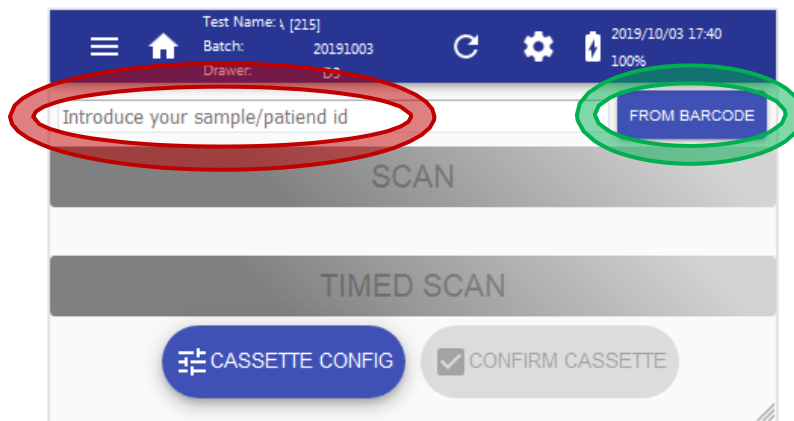 Test Name: [215]
Batch: 20191003
Drawer: D3
2019/10/03 17:40
100%
Introduce your sample/patiend id
FROM BARCODE
SCAN
TIMED SCAN
CASSETTE CONFIG
CONFIRM CASSETTE